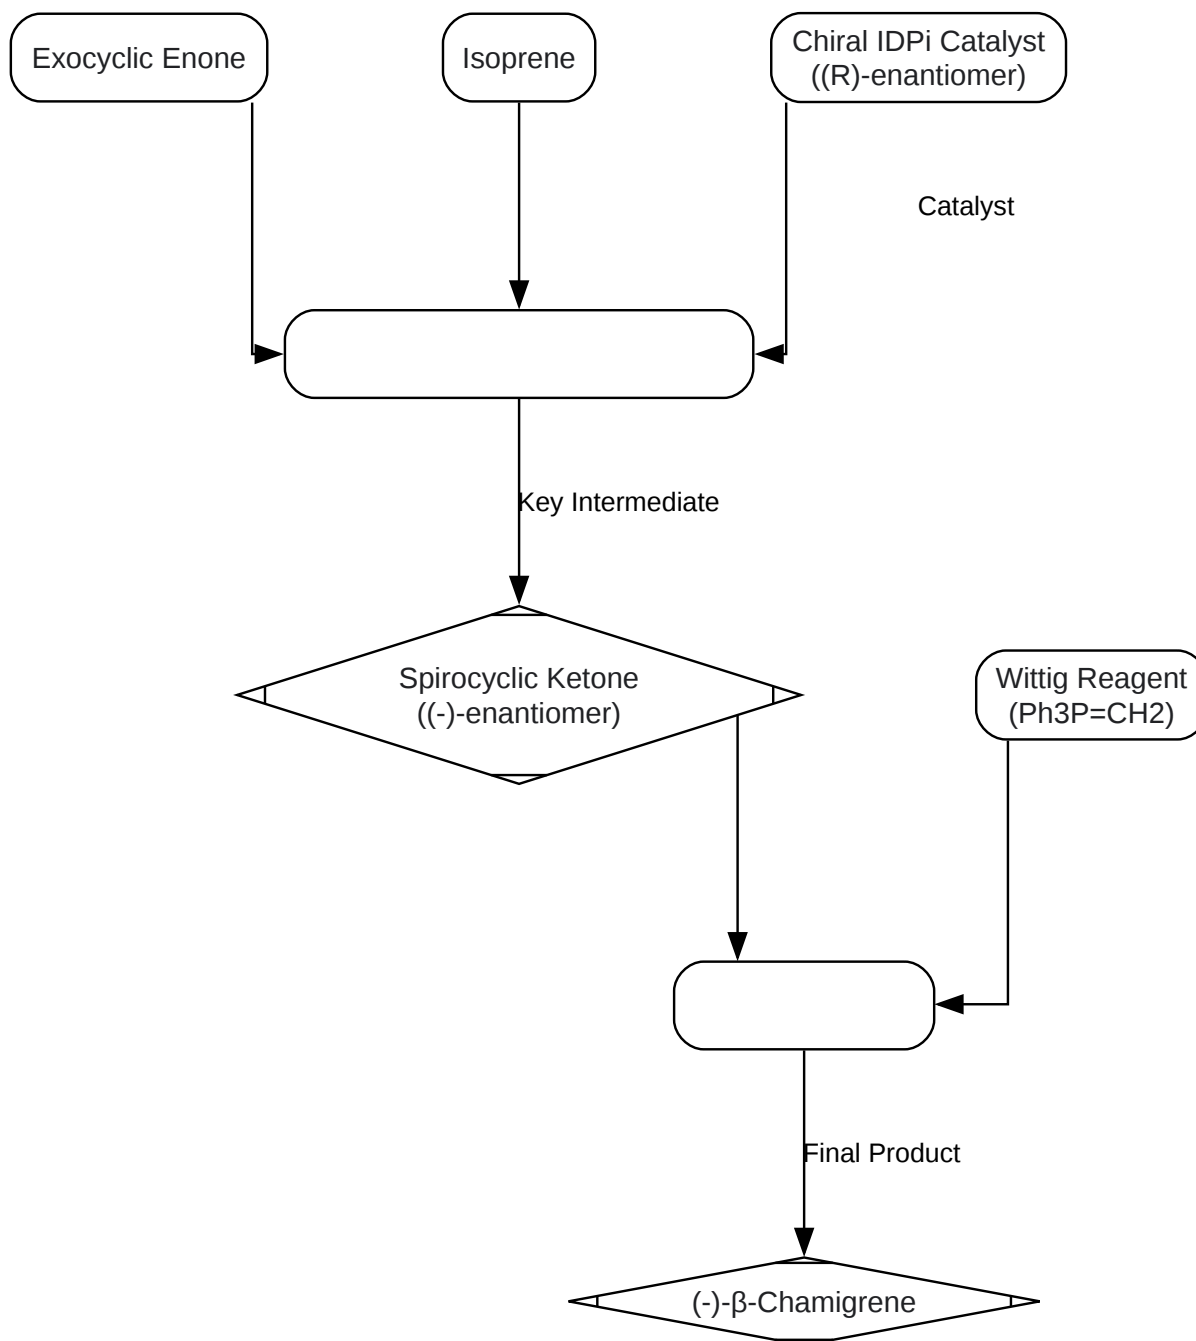 Exocyclic Enone
Isoprene
Chiral IDPi Catalyst
((R)-enantiomer)
Catalyst
Key Intermediate
Spirocyclic Ketone
((-)-enantiomer)
Wittig Reagent
(Ph3P=CH2)
Final Product
(-)-β-Chamigrene